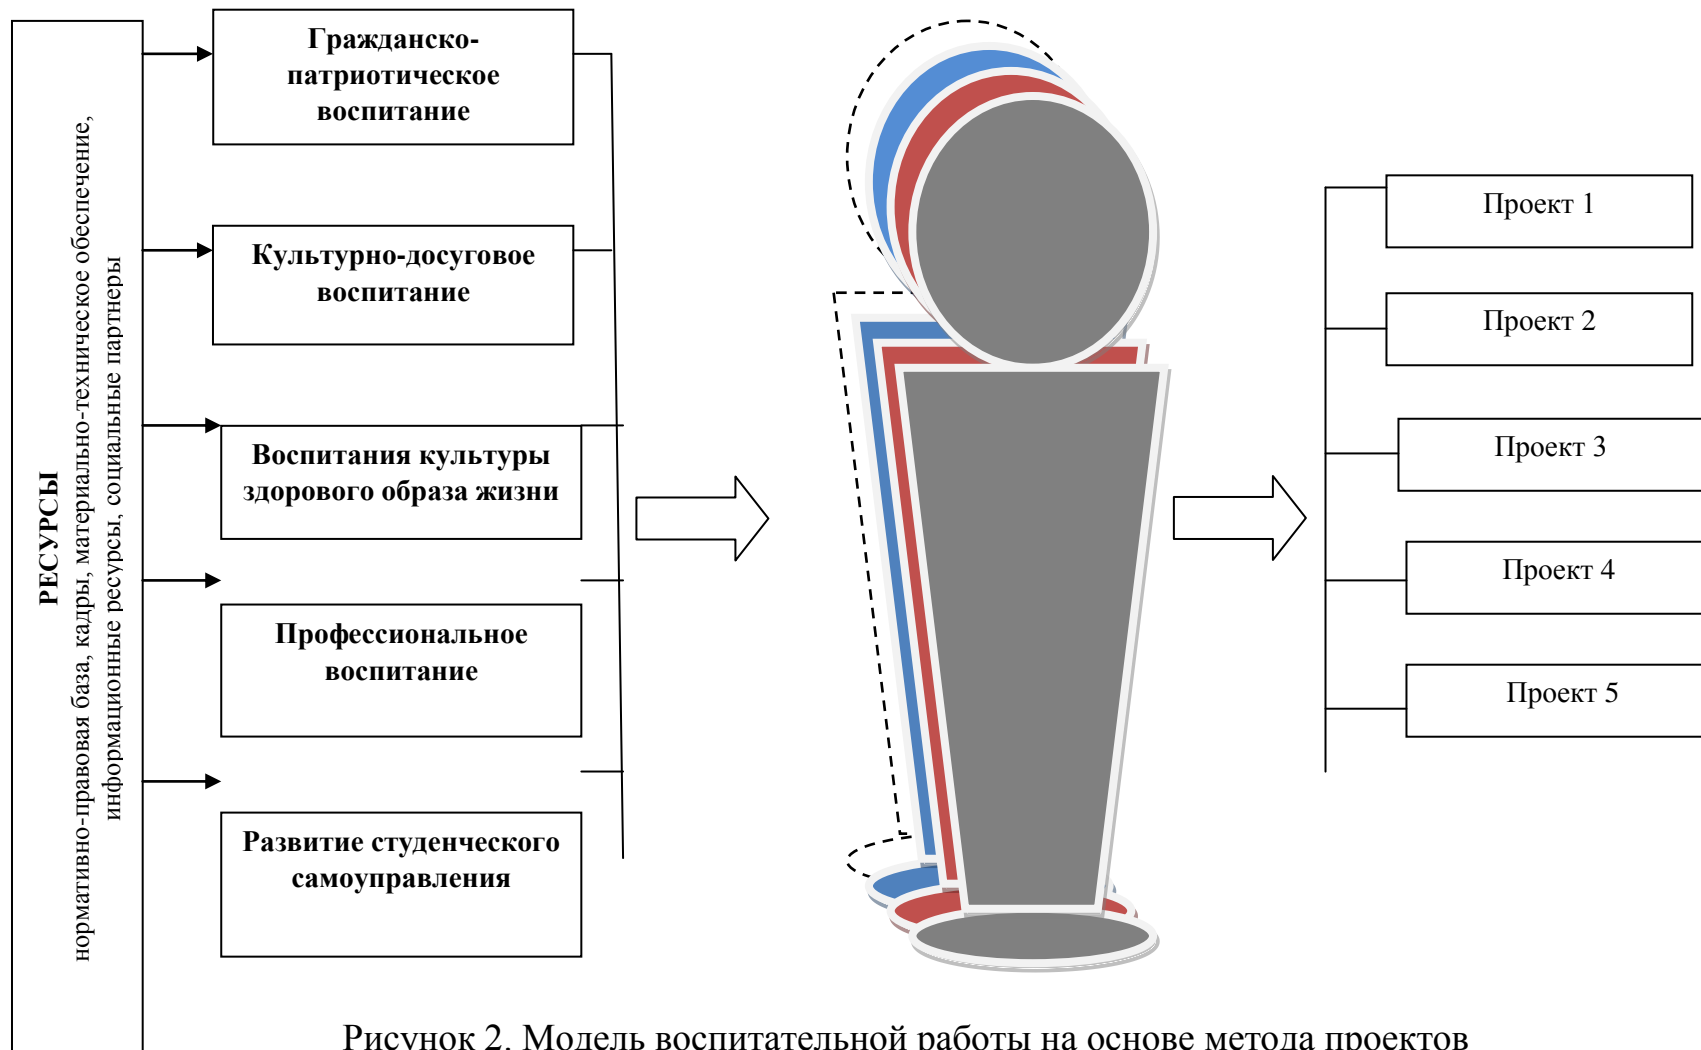 РЕСУРСЫ
нормативно-правовая база, кадры, материально-техническое обеспечение,
информационные ресурсы, социальные партнеры
Гражданско-
патриотическое
воспитание
Культурно-досуговое
воспитание
Воспитания культуры
здорового образа жизни
Профессиональное
воспитание
Развитие студенческого
самоуправления
Проект 1
Проект 2
Проект 3
Проект 4
Проект 5
Рисунок 2. Модель воспитательной работы на основе метода проектов